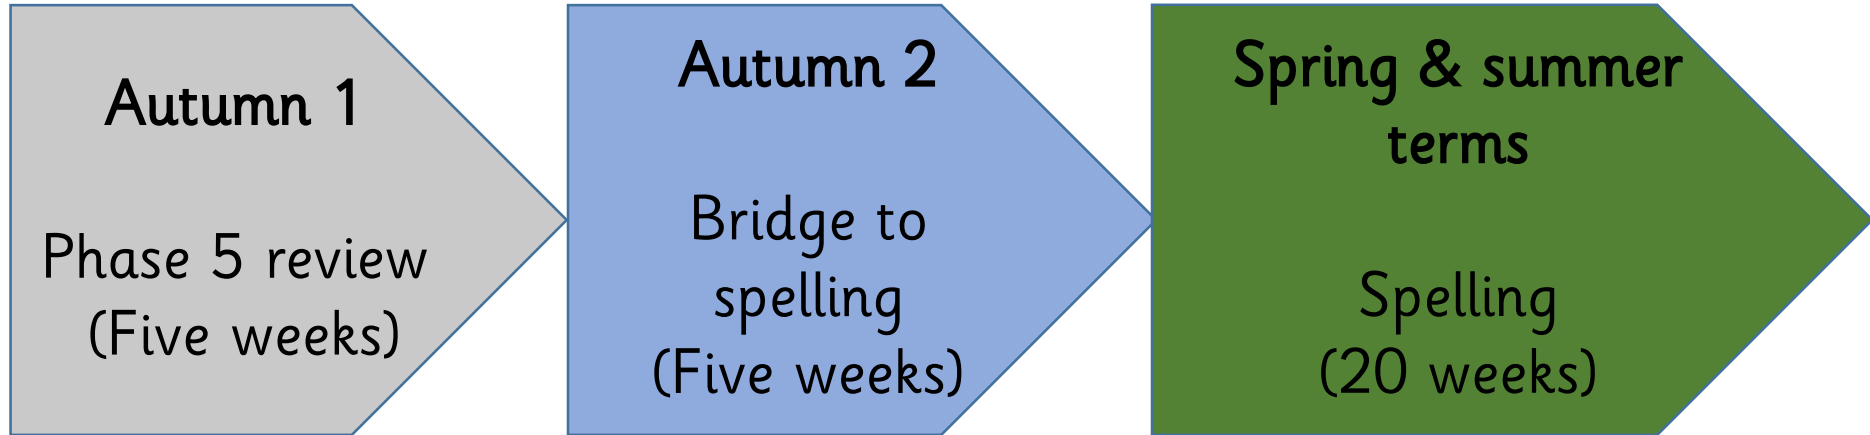 Autumn 1
Phase 5 review
(Five weeks)
Autumn 2
Bridge to
spelling
(Five weeks)
Spring & summer
terms
Spelling
(20 weeks)